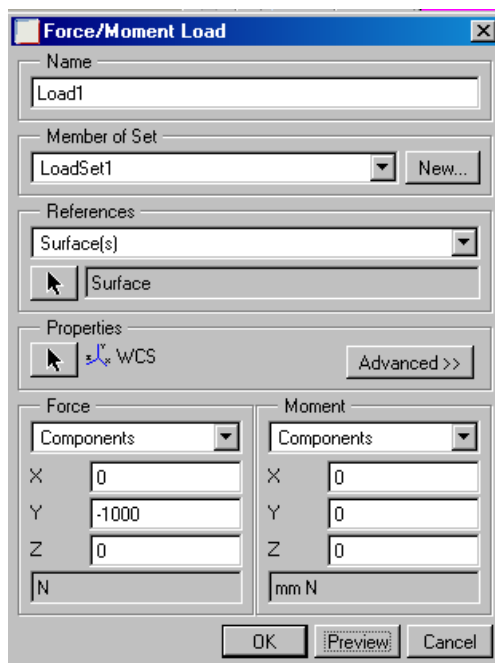 Force/Moment Load
Name
Load1
Member of Set
LoadSet1 New...
References
Surface(s)
Surface
Properties
WCS Advanced >>
Force Moment
Components Components
X 0 X 0
Y -1000 Y 0
Z 0 Z 0
N mm N
OK Preview Cancel